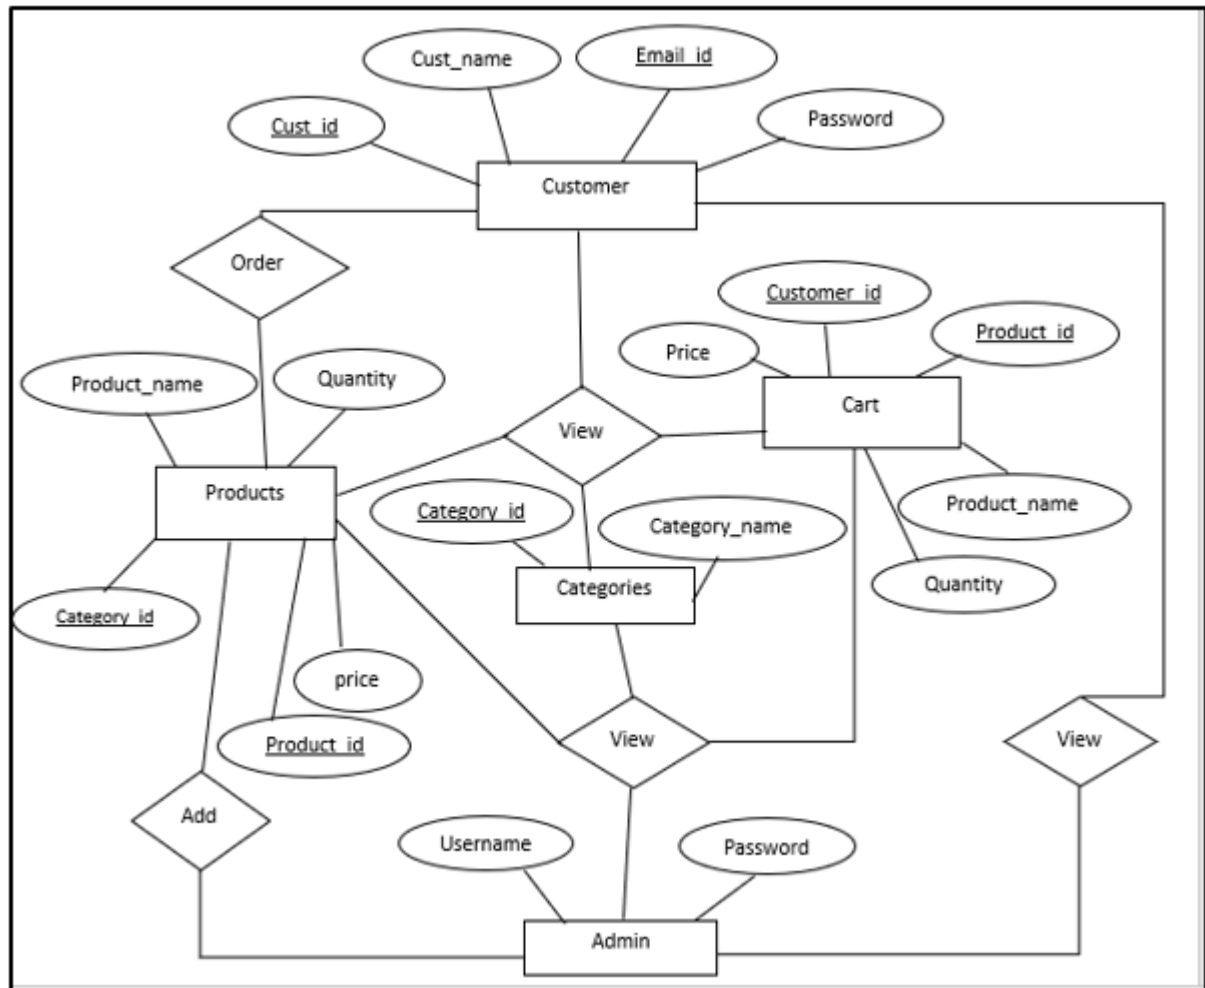 Cust_name
Email_id
Cust_id
Password
Customer
Order
Customer_id
Product_id
Price
Product_name
Quantity
Cart
View
Products
Category_id
Category_name
Product_name
Categories
Quantity
Category_id
price
Product_id
View
View
Add
Username
Password
Admin